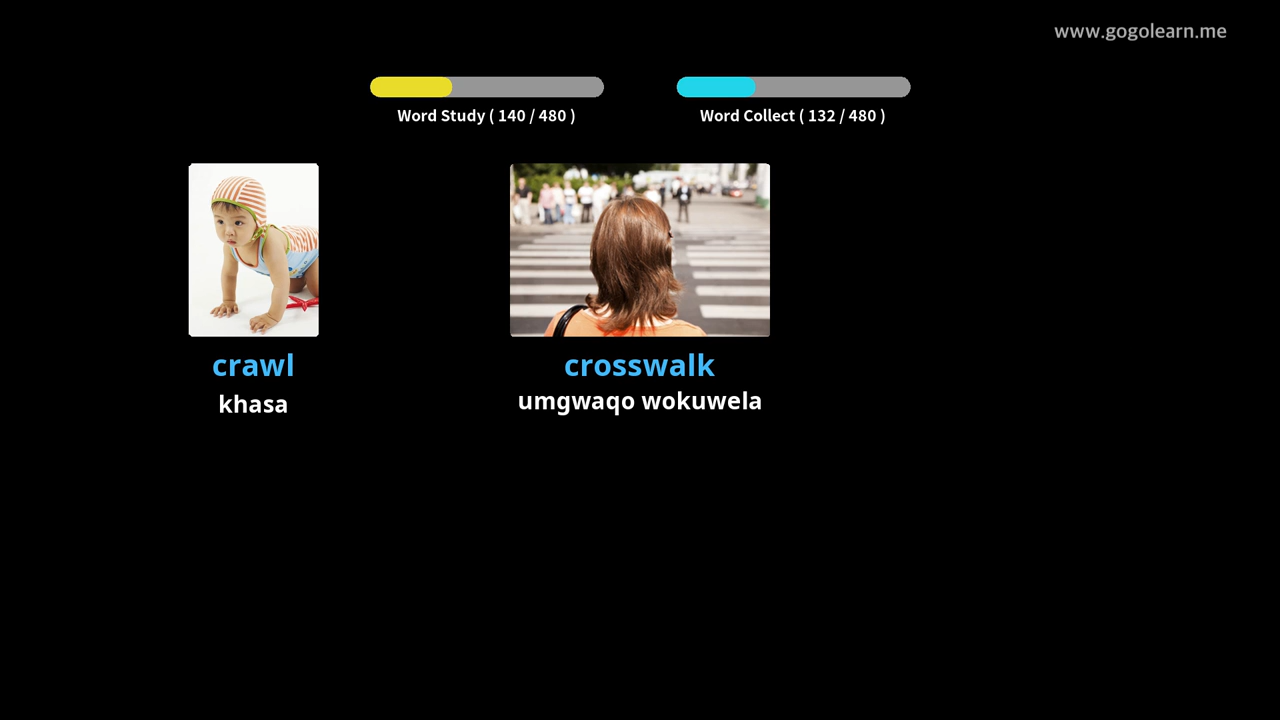 www.gogolearn.me
Word Study ( 140 / 480 )
Word Collect ( 132 / 480 )
crawl
khasa
crosswalk
umgwaqo wokuwela